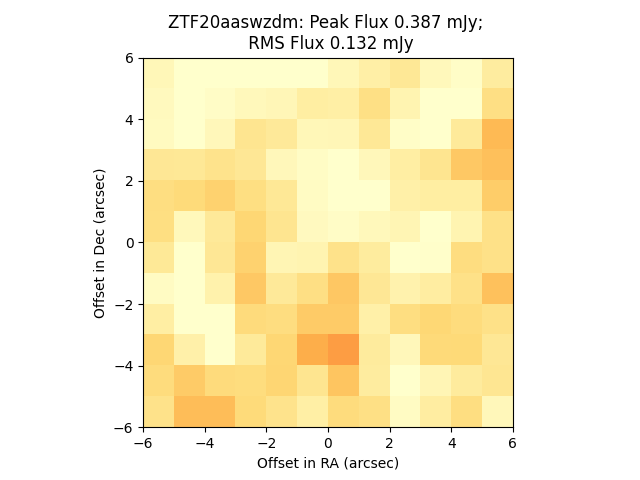 ZTF20aaswzdm: Peak Flux 0.387 mJy;
RMS Flux 0.132 mJy
6
4
2
0
−2
−4
−6
Offset in Dec (arcsec)
−6 −4 −2 0 2 4 6
Offset in RA (arcsec)